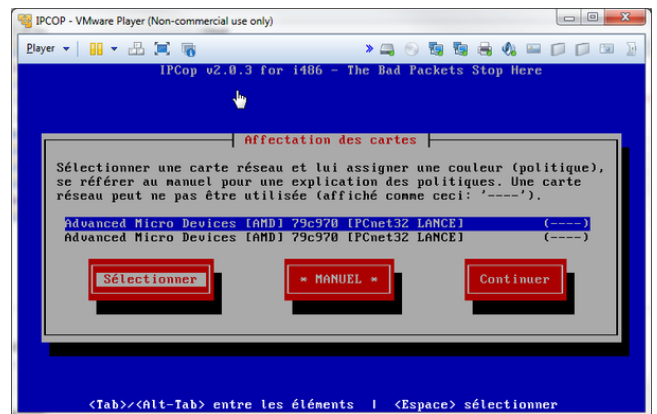 IPCOP - VMware Player (Non-commercial use only)
Player
IPCop v2.0.3 for i486 - The Bad Packets Stop Here
Affectation des cartes
Sélectionner une carte réseau et lui assigner une couleur (politique),
se référer au manuel pour une explication des politiques. Une carte
réseau peut ne pas être utilisée (affiché comme ceci: '----').
Advanced Micro Devices [AMD] 79c970 [PCnet32 LANCE] (----)
Advanced Micro Devices [AMD] 79c970 [PCnet32 LANCE] (----)
Sélectionner * MANUEL * Continuer
<Tab>/<Alt-Tab> entre les éléments | <Espace> sélectionner